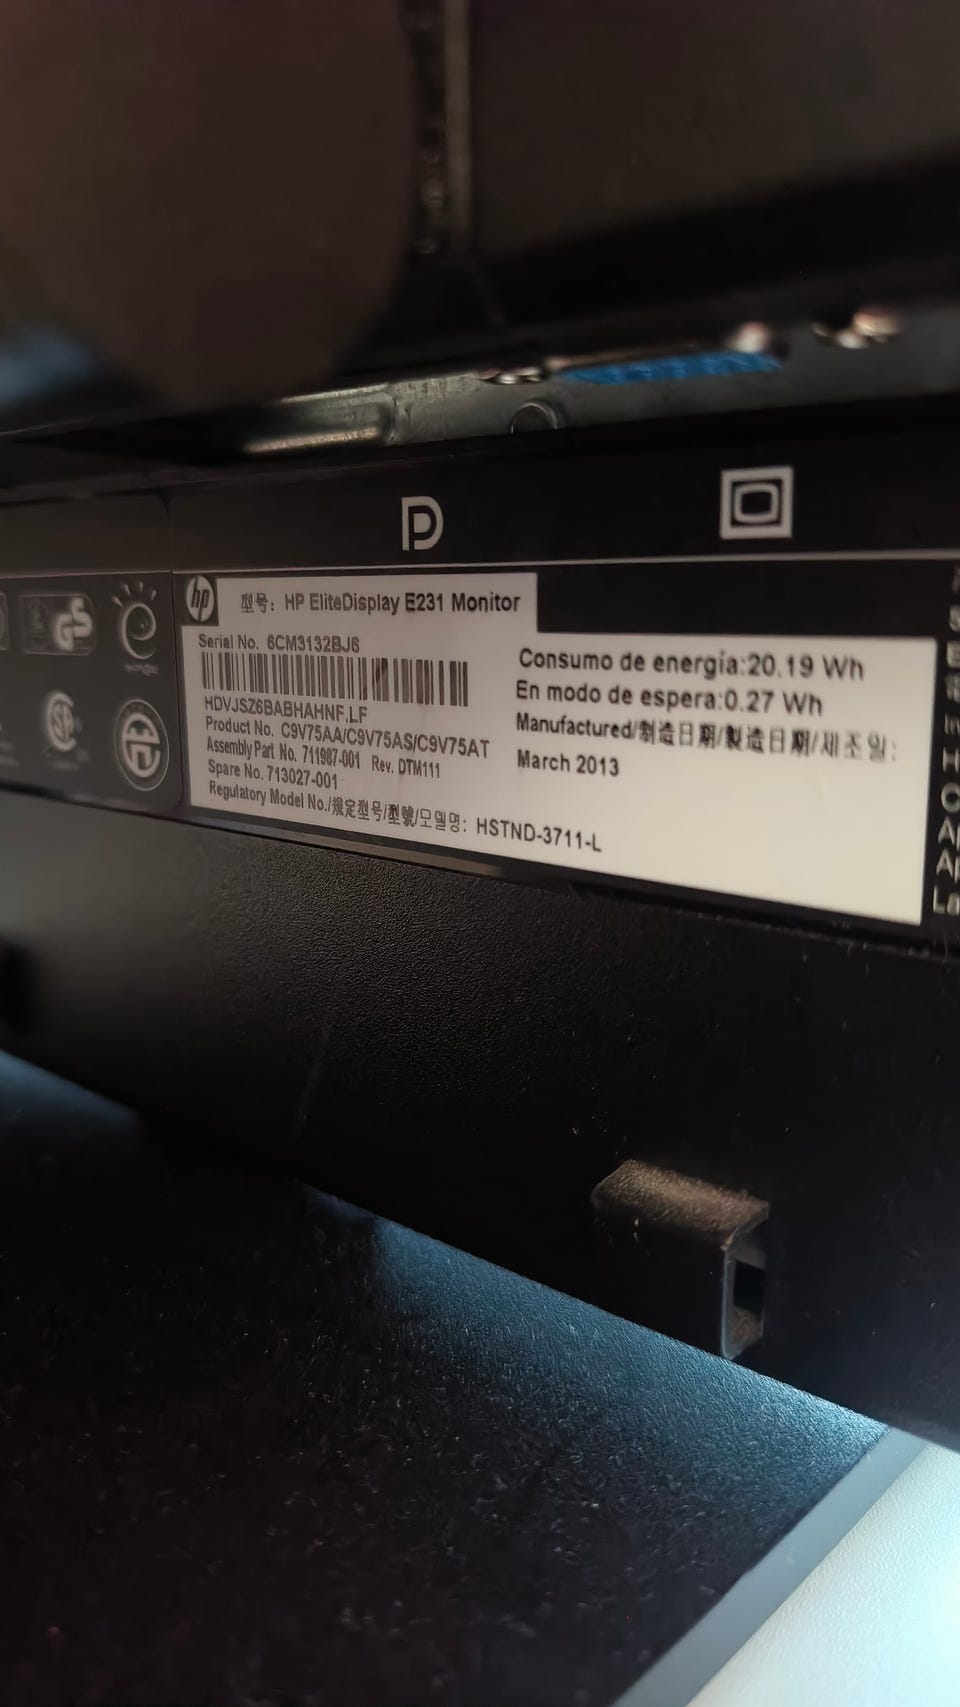 hp
型号: HP EliteDisplay E231 Monitor
Serial No. 6CM3132BJ6
HDVJSZ6BABHAHNF.LF
Product No. C9V75AA/C9V75AS/C9V75AT
Assembly Part No. 711987-001 Rev. DTM111
Spare No. 713027-001
Regulatory Model No./规定型号/型號/모델명: HSTND-3711-L
Consumo de energía:20.19 Wh
En modo de espera:0.27 Wh
Manufactured/制造日期/製造日期/제조일:
March 2013
GS